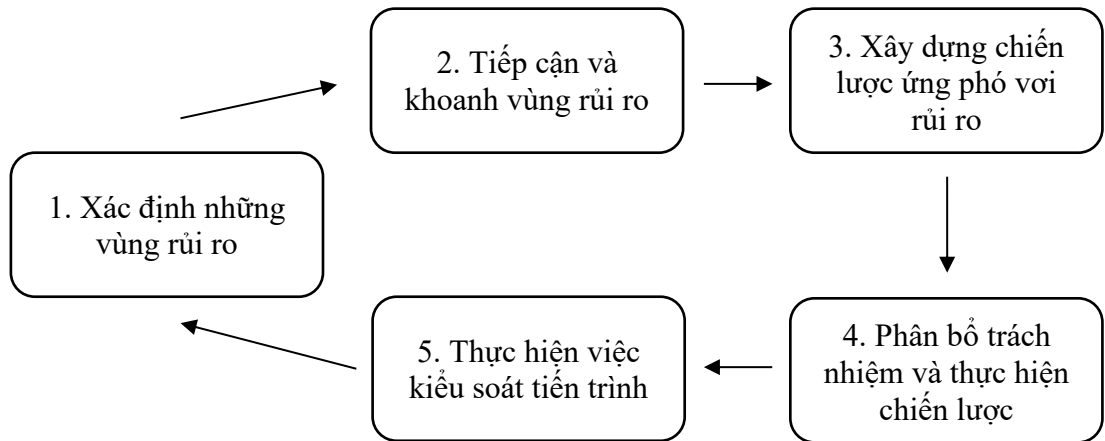 1. Xác định những
vùng rủi ro
2. Tiếp cận và
khoanh vùng rủi ro
3. Xây dựng chiến
lược ứng phó vơi
rủi ro
4. Phân bổ trách
nhiệm và thực hiện
chiến lược
5. Thực hiện việc
kiểu soát tiến trình